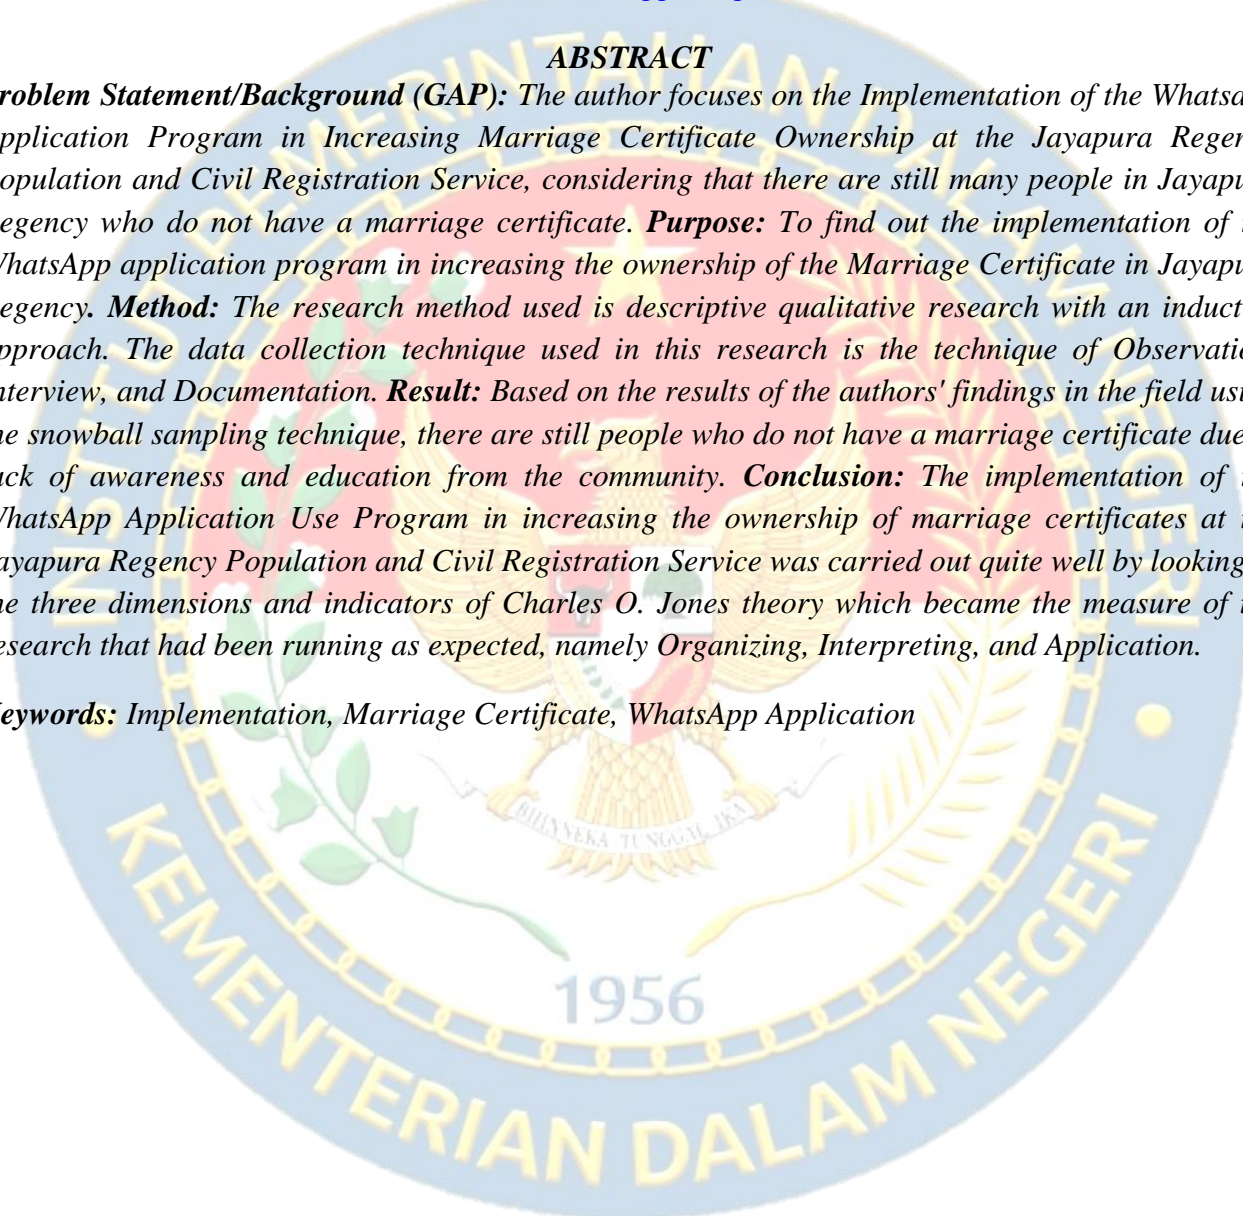 ABSTRACT
roblem Statement/Background (GAP): The author focuses on the Implementation of the Whatsa
pplication Program in Increasing Marriage Certificate Ownership at the Jayapura Regen
opulation and Civil Registration Service, considering that there are still many people in Jayapu
egency who do not have a marriage certificate. Purpose: To find out the implementation of
WhatsApp application program in increasing the ownership of the Marriage Certificate in Jayapu
egency. Method: The research method used is descriptive qualitative research with an induct
pproach. The data collection technique used in this research is the technique of Observatio
nterview, and Documentation. Result: Based on the results of the authors' findings in the field usi
he snowball sampling technique, there are still people who do not have a marriage certificate due
ack of awareness and education from the community. Conclusion: The implementation of
WhatsApp Application Use Program in increasing the ownership of marriage certificates at
ayapura Regency Population and Civil Registration Service was carried out quite well by looking
he three dimensions and indicators of Charles O. Jones theory which became the measure of
esearch that had been running as expected, namely Organizing, Interpreting, and Application.
Keywords: Implementation, Marriage Certificate, WhatsApp Application
INSTITUT PEMERINTAHAN DALAM NEGERI
BHINNEKA TUNGGAL IKA
1956
KEMENTERIAN DALAM NEGERI